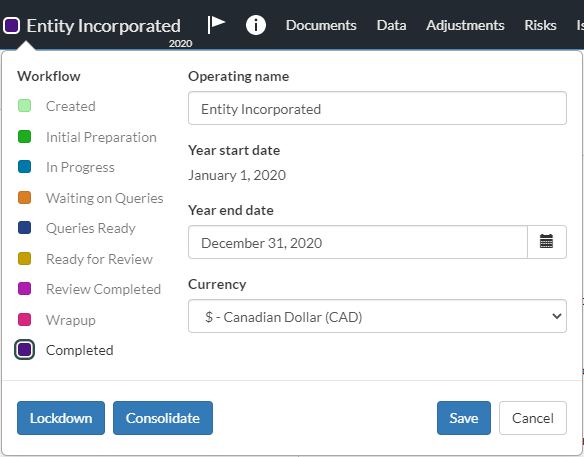 Entity Incorporated
2020
Documents
Data
Adjustments
Risks
Workflow
Created
Initial Preparation
In Progress
Waiting on Queries
Queries Ready
Ready for Review
Review Completed
Wrapup
Completed
Operating name
Entity Incorporated
Year start date
January 1, 2020
Year end date
December 31, 2020
Currency
$ - Canadian Dollar (CAD)
Lockdown
Consolidate
Save
Cancel